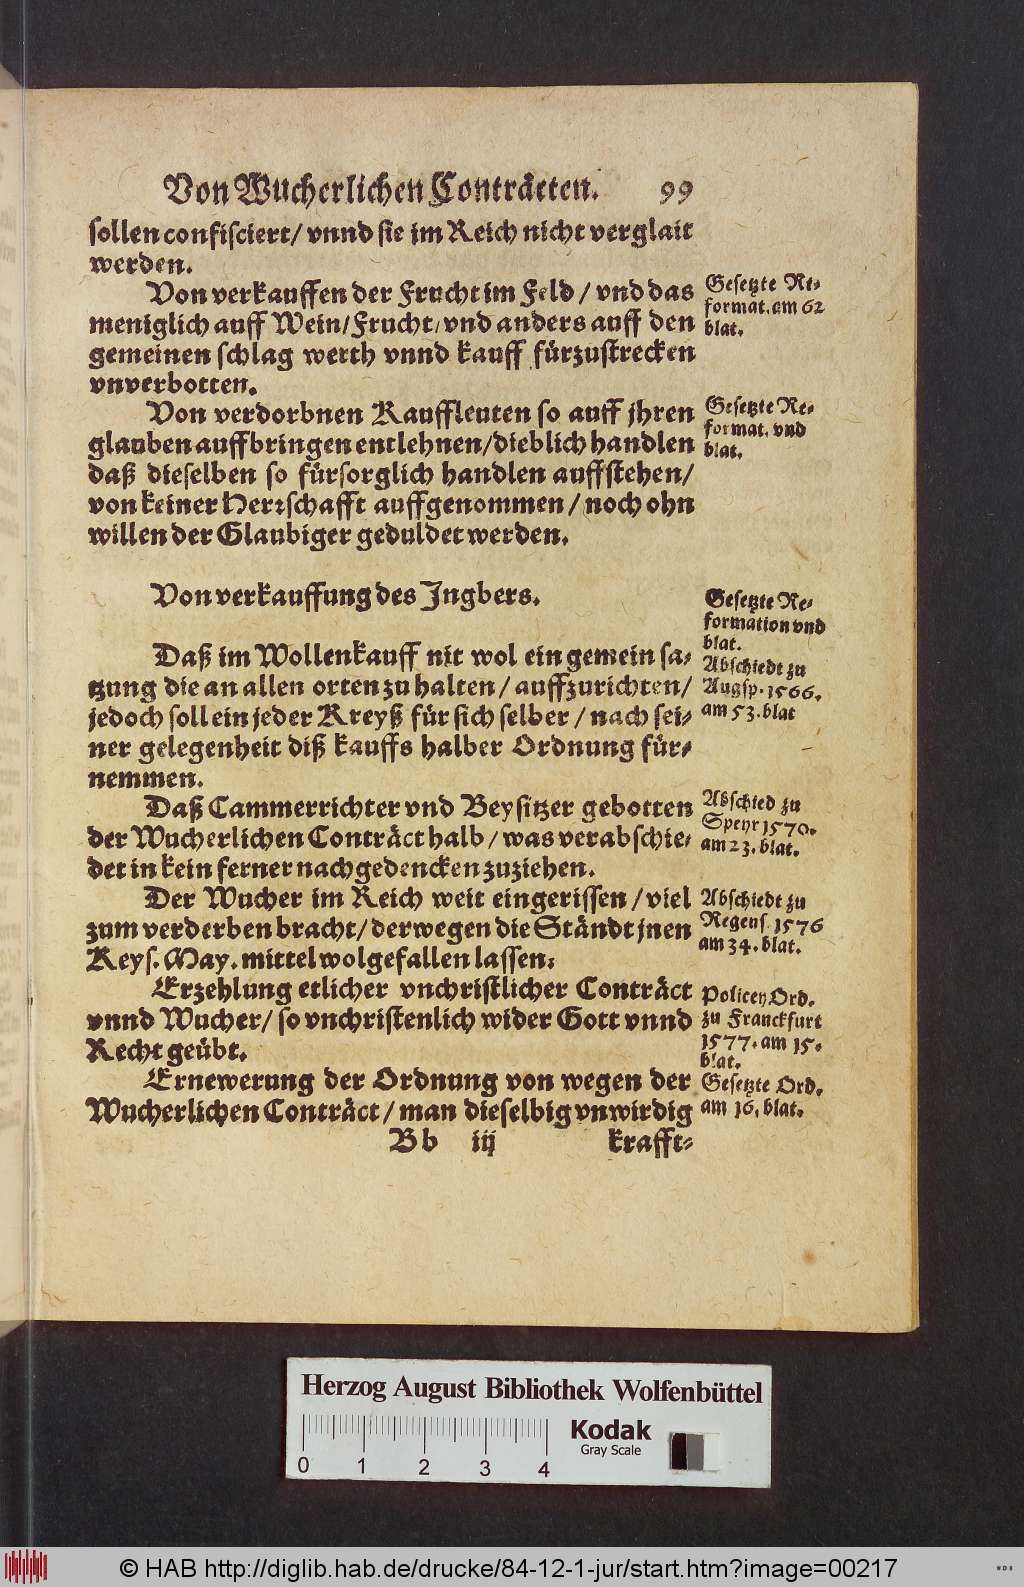 Von Wucherlichen Conträcten. 99
sollen confisciert/ vnnd sie im Reich nicht verglait
werden.
Von verkauffen der Frucht im Feld / vnd das
meniglich auff Wein/Frucht/vnd anders auff den
gemeinen schlag werth vnnd kauff fürzustrecken
vnverbotten.
Gesetzte Re-
format. am 62
blat.
Von verdorbnen Kauffleuten so auff jhren
glauben auffbringen entlehnen/dieblich handlen
daß dieselben so fürsorglich handlen auffstehen/
von keiner Herrschafft auffgenommen / noch ohn
willen der Glaubiger geduldet werden.
Gesetzte Re-
format. vnd
blat.
Von verkauffung des Ingbers.
Gesetzte Re-
formation vnd
blat.
Daß im Wollenkauff nit wol ein gemein sa-
tzung die an allen orten zu halten / auffzurichten/
jedoch soll ein jeder Kreyß für sich selber / nach sei-
ner gelegenheit diß kauffs halber Ordnung für-
nemmen.
Abschiedt zu
Augsp. 1566.
am 53. blat
Daß Cammerrichter vnd Beysitzer gebotten
der Wucherlichen Conträct halb / was verabschie-
det in kein ferner nachgedencken zuziehen.
Abschied zu
Speyr 1570.
am 23. blat.
Der Wucher im Reich weit eingerissen / viel
zum verderben bracht / derwegen die Ständt jnen
Keys. May. mittel wolgefallen lassen:
Abschiedt zu
Regens. 1576
am 34. blat.
Erzehlung etlicher vnchristlicher Conträct
vnnd Wucher/ so vnchristenlich wider Gott vnnd
Recht geübt.
Policey Ord.
zu Franckfurt
1577. am 15.
blat.
Ernewerung der Ordnung von wegen der
Wucherlichen Conträct / man dieselbig vnwirdig
Gesetzte Ord.
am 16. blat.
Bb iij krafft-
Herzog August Bibliothek Wolfenbüttel
Kodak
Gray Scale
0 1 2 3 4
© HAB http://diglib.hab.de/drucke/84-12-1-jur/start.htm?image=00217